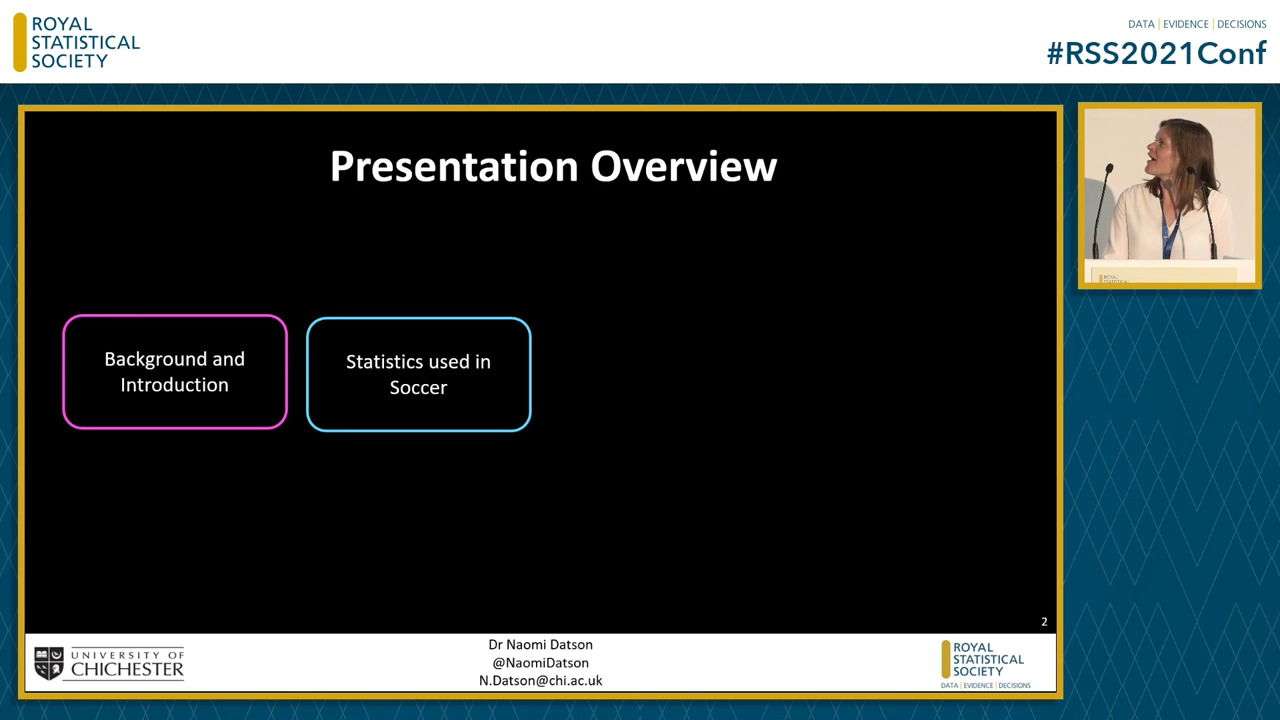 ROYAL
STATISTICAL
SOCIETY
DATA | EVIDENCE | DECISIONS
#RSS2021Conf
Presentation Overview
Background and
Introduction
Statistics used in
Soccer
2
UNIVERSITY OF
CHICHESTER
Dr Naomi Datson
@NaomiDatson
N.Datson@chi.ac.uk
ROYAL
STATISTICAL
SOCIETY
DATA | EVIDENCE | DECISIONS